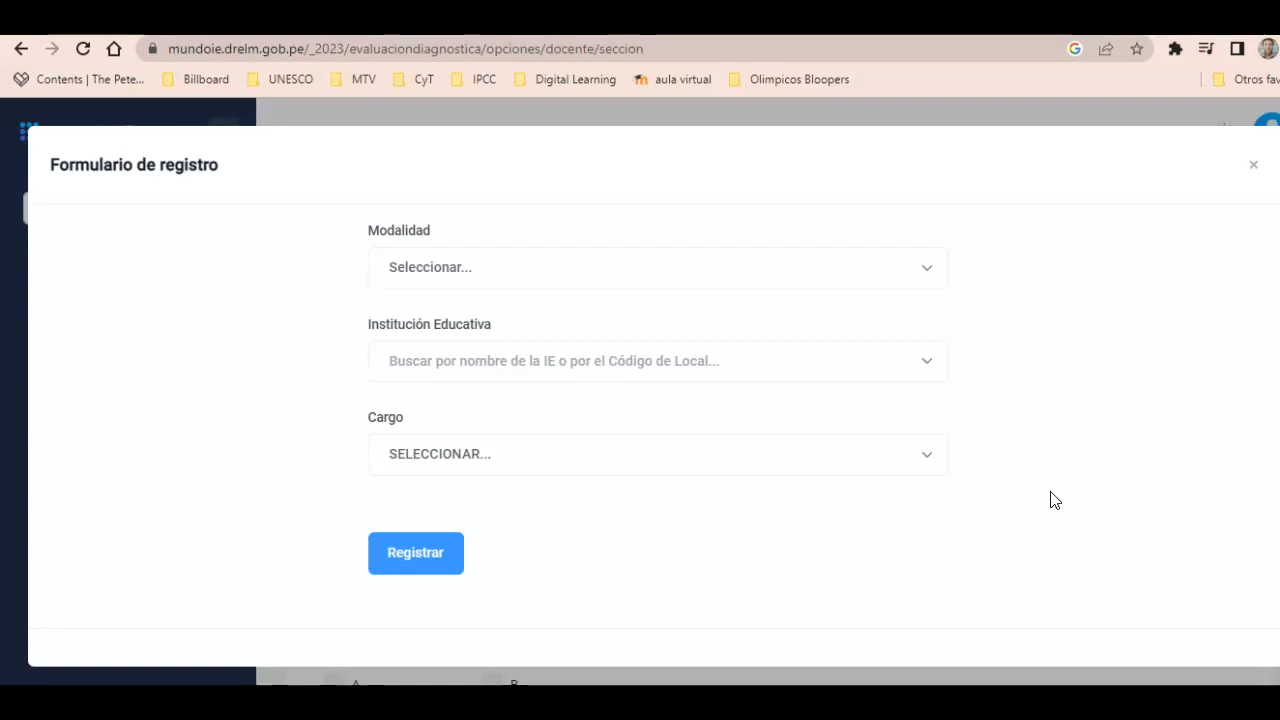 mundoie.drelm.gob.pe/_2023/evaluaciondiagnostica/opciones/docente/seccion
Contents | The Pete... Billboard UNESCO MTV CyT IPCC Digital Learning aula virtual Olimpicos Bloopers Otros fav
Formulario de registro
×
Modalidad
Seleccionar...
Institución Educativa
Buscar por nombre de la IE o por el Código de Local...
Cargo
SELECCIONAR...
Registrar